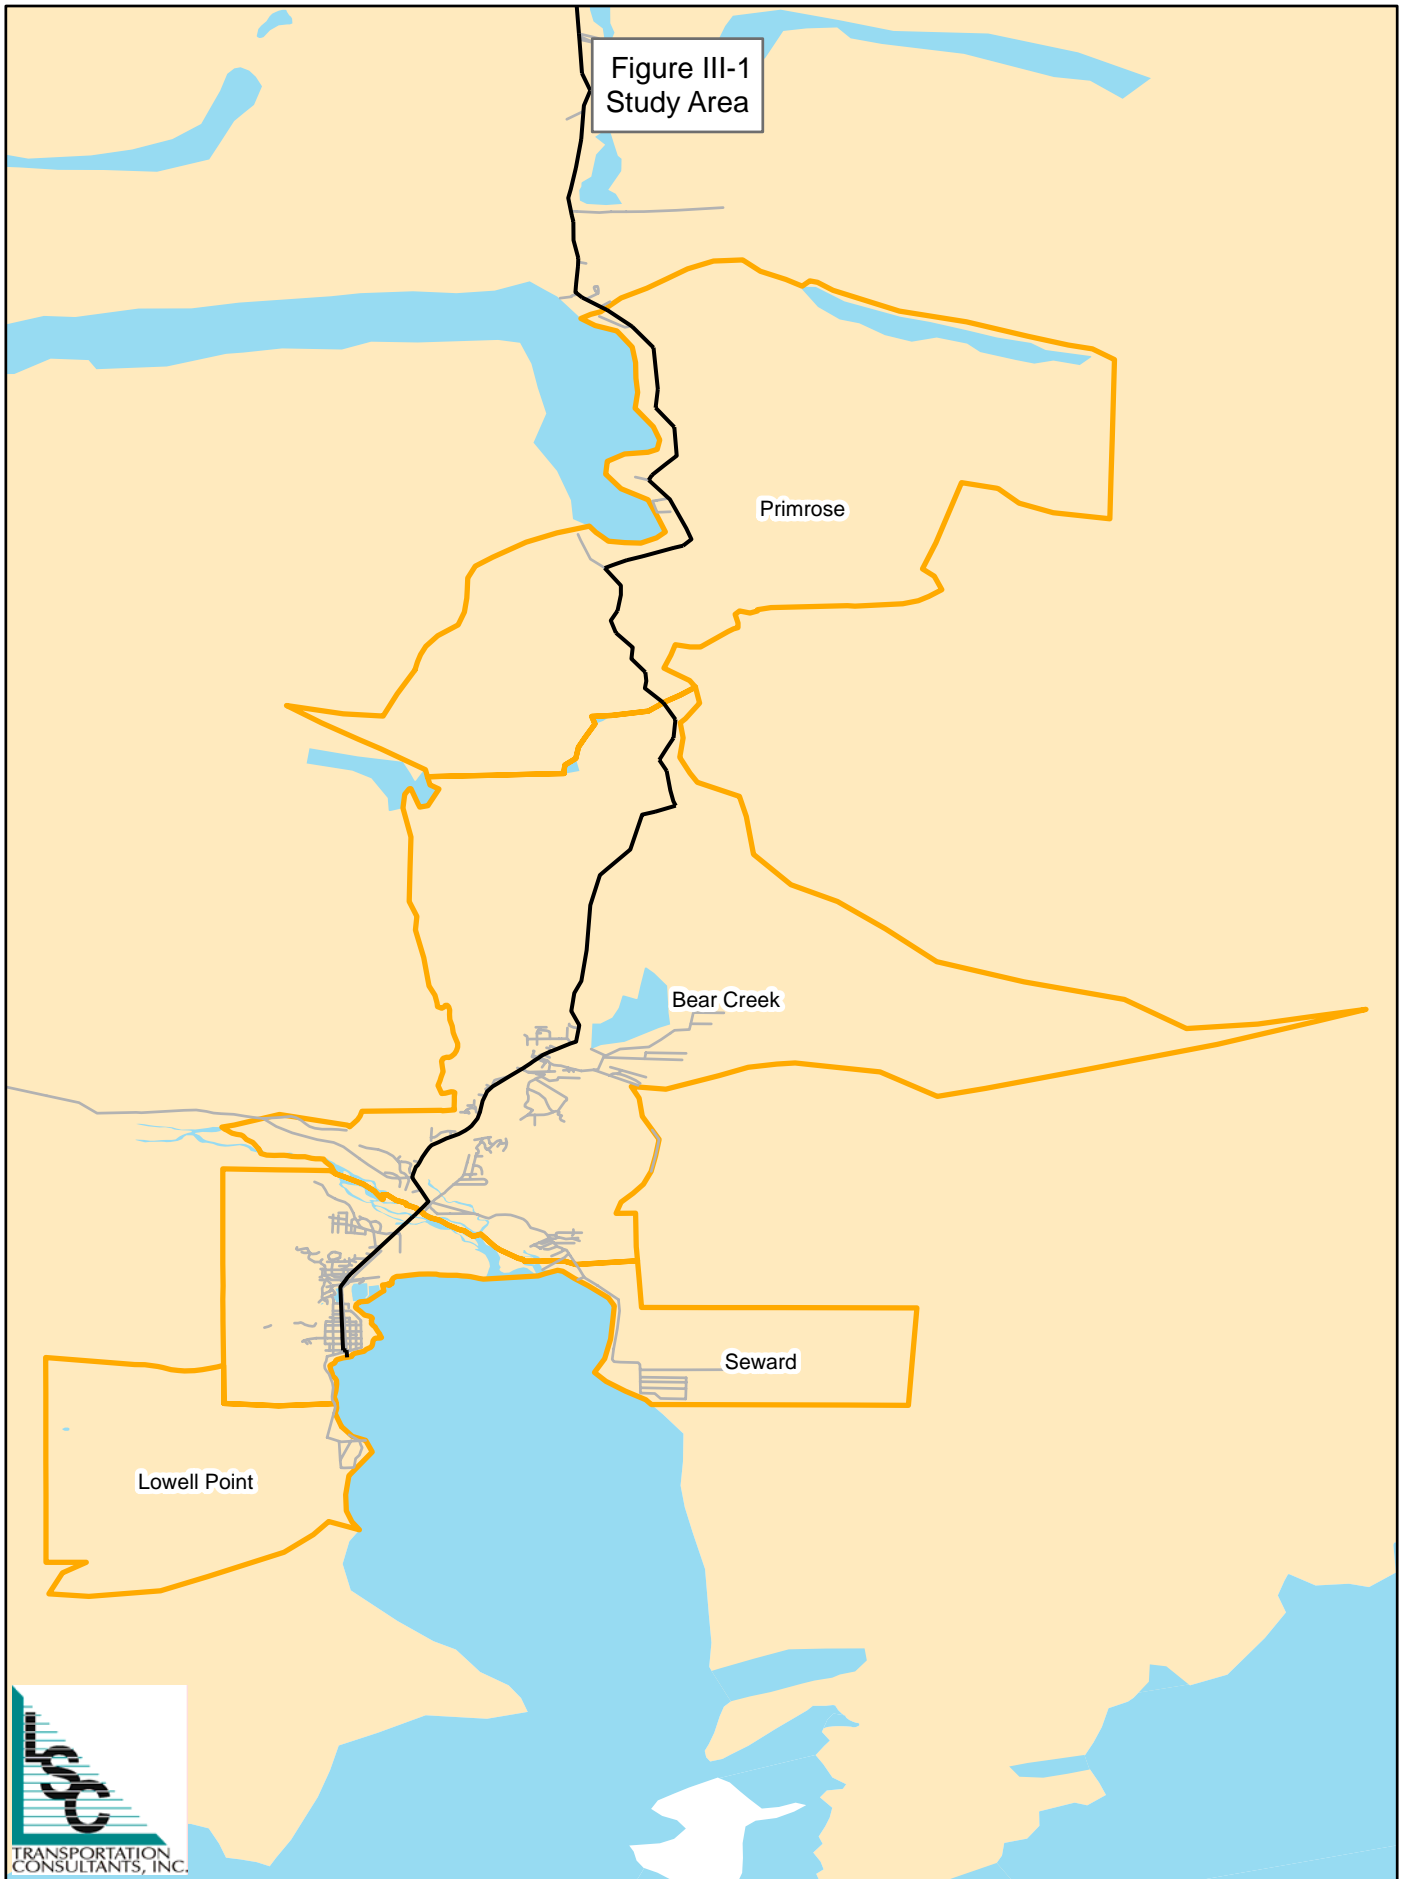 Figure III-1
Study Area
Primrose
Bear Creek
Seward
Lowell Point
LSC
TRANSPORTATION
CONSULTANTS, INC.